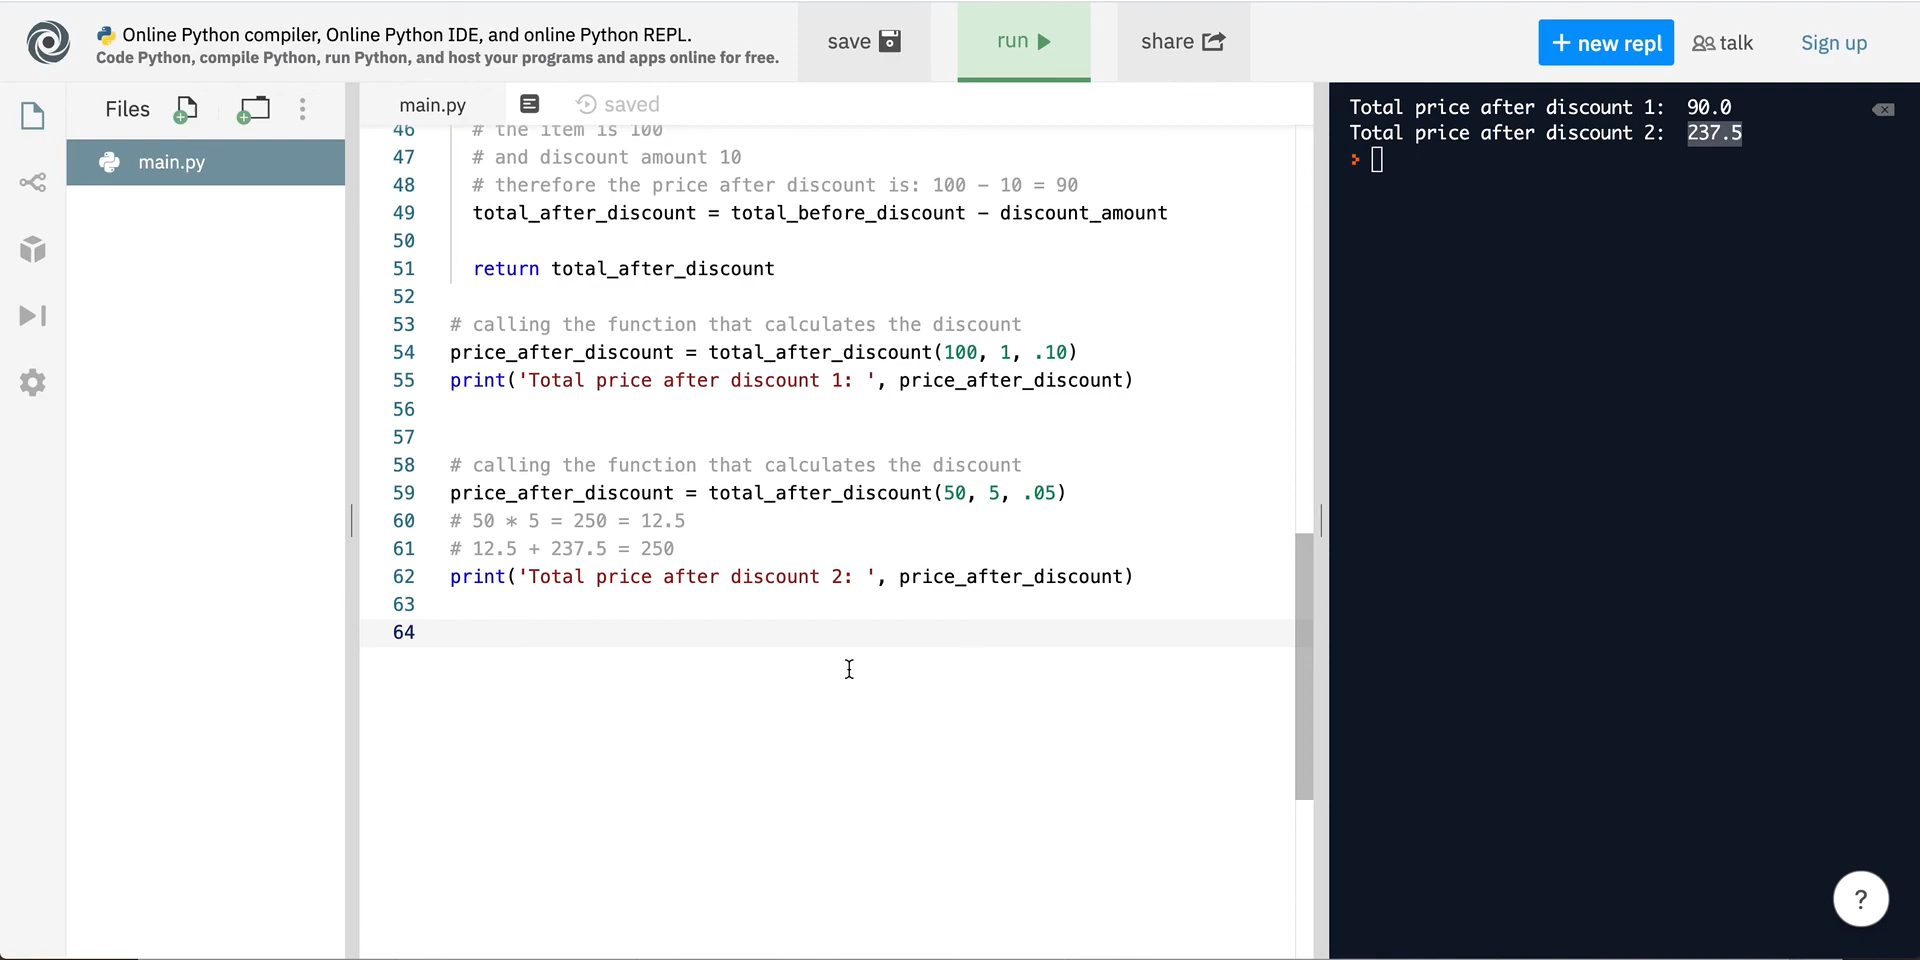 Online Python compiler, Online Python IDE, and online Python REPL.
Code Python, compile Python, run Python, and host your programs and apps online for free.
save
run
share
+ new repl
talk
Sign up
Files
main.py
main.py
saved
46 # the item is 100
47 # and discount amount 10
48 # therefore the price after discount is: 100 - 10 = 90
49 total_after_discount = total_before_discount - discount_amount
50
51 return total_after_discount
52
53 # calling the function that calculates the discount
54 price_after_discount = total_after_discount(100, 1, .10)
55 print('Total price after discount 1: ', price_after_discount)
56
57
58 # calling the function that calculates the discount
59 price_after_discount = total_after_discount(50, 5, .05)
60 # 50 * 5 = 250 = 12.5
61 # 12.5 + 237.5 = 250
62 print('Total price after discount 2: ', price_after_discount)
63
64
Total price after discount 1: 90.0
Total price after discount 2: 237.5
?